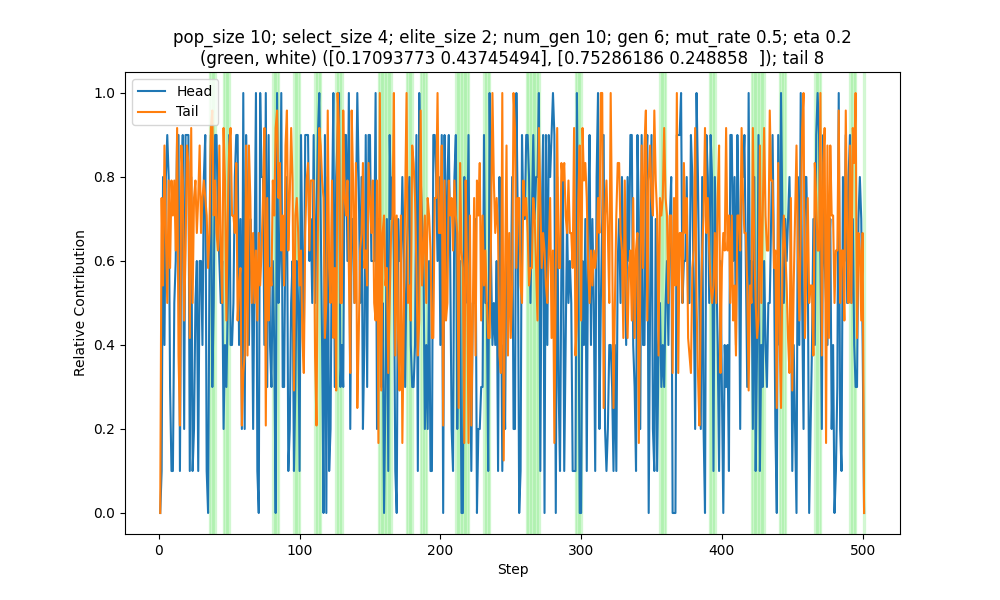 pop_size 10; select_size 4; elite_size 2; num_gen 10; gen 6; mut_rate 0.5; eta 0.2
(green, white) ([0.17093773 0.43745494], [0.75286186 0.248858  ]); tail 8
Head
Tail
Relative Contribution
1.0
0.8
0.6
0.4
0.2
0.0
0
100
200
300
400
500
Step